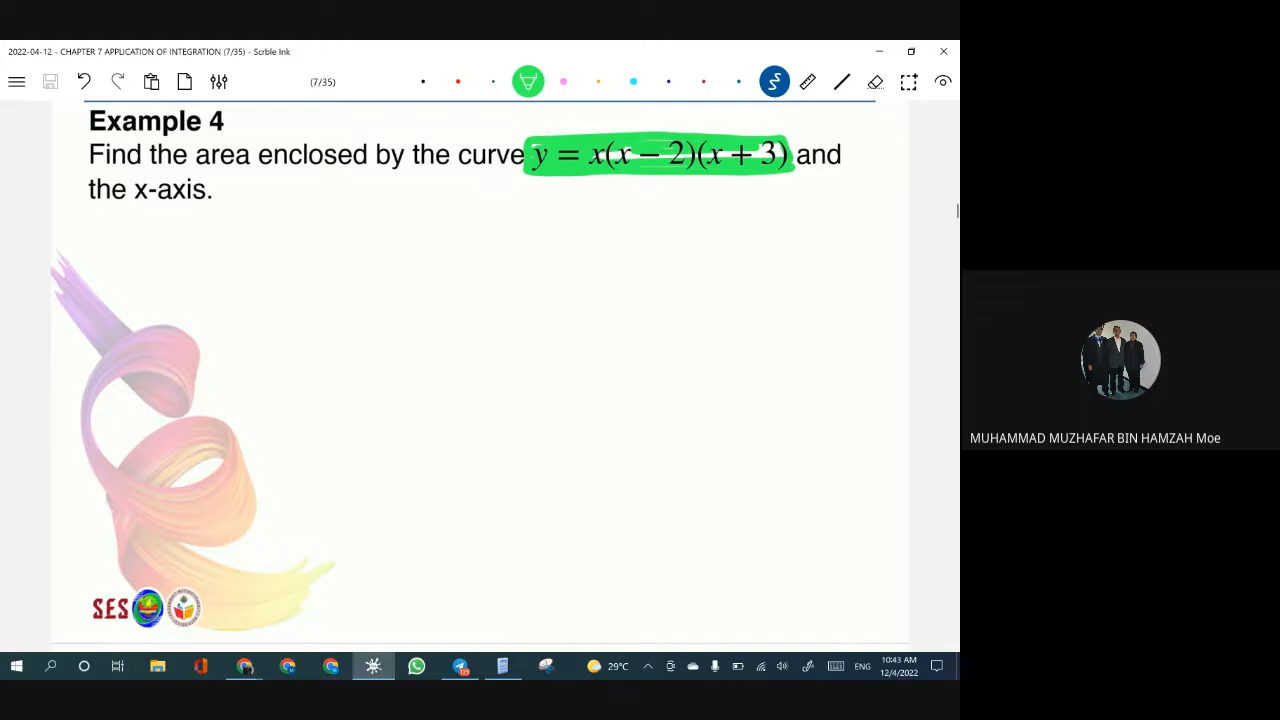 2022-04-12 - CHAPTER 7 APPLICATION OF INTEGRATION (7/35) - Scrble Ink
(7/35)
Example 4
Find the area enclosed by the curve y = x(x − 2)(x + 3) and
the x-axis.
MUHAMMAD MUZHAFAR BIN HAMZAH Moe
SES
29°C
ENG
10:43 AM
12/4/2022